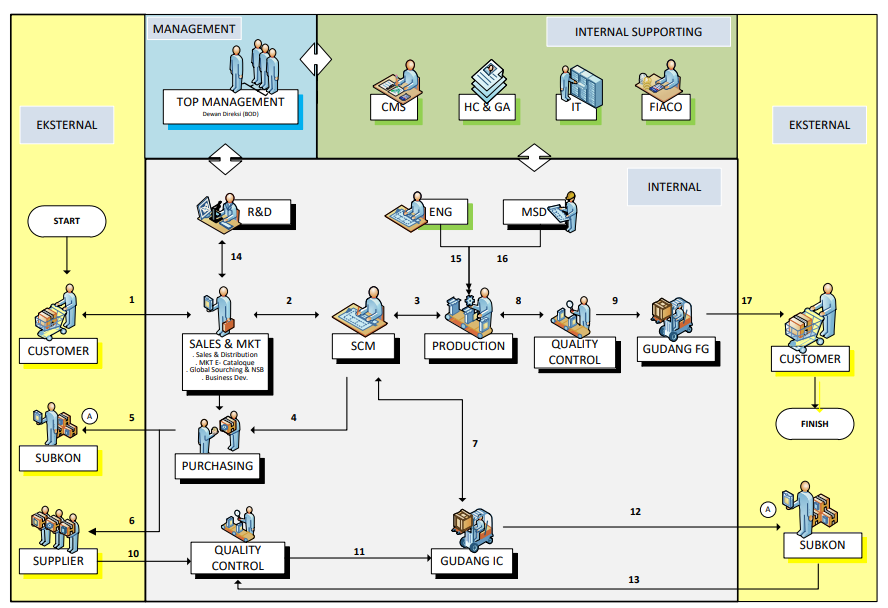 MANAGEMENT
INTERNAL SUPPORTING
TOP MANAGEMENT
Dewan Direksi (BOD)
CMS
HC & GA
IT
FIACO
EKSTERNAL
EKSTERNAL
INTERNAL
START
R&D
ENG
MSD
14
15
16
1
2
3
8
9
17
CUSTOMER
SALES & MKT
. Sales & Distribution
. MKT E- Cataloque
. Global Sourching & NSB
. Business Dev.
SCM
PRODUCTION
QUALITY
CONTROL
GUDANG FG
CUSTOMER
FINISH
A
5
4
7
SUBKON
PURCHASING
6
12
A
SUPPLIER
10
QUALITY
CONTROL
11
GUDANG IC
SUBKON
13